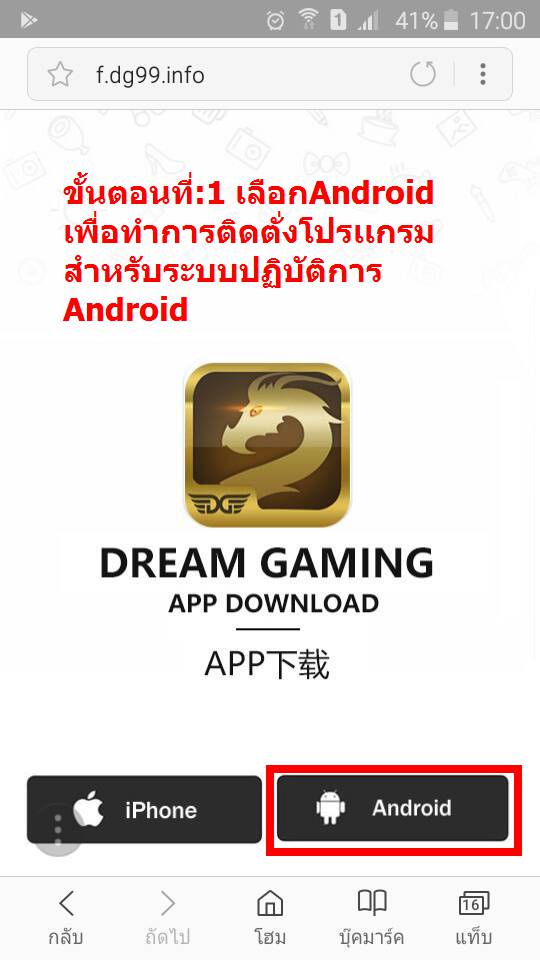 1
41%
17:00
f.dg99.info
ขั้นตอนที่:1 เลือกAndroid
เพื่อทำการติดตั่งโปรแกรม
สำหรับระบบปฏิบัติการ
Android
DG
DREAM GAMING
APP DOWNLOAD
APP下载
iPhone
Android
16
กลับ
ถัดไป
โฮม
บุ๊คมาร์ค
แท็บ